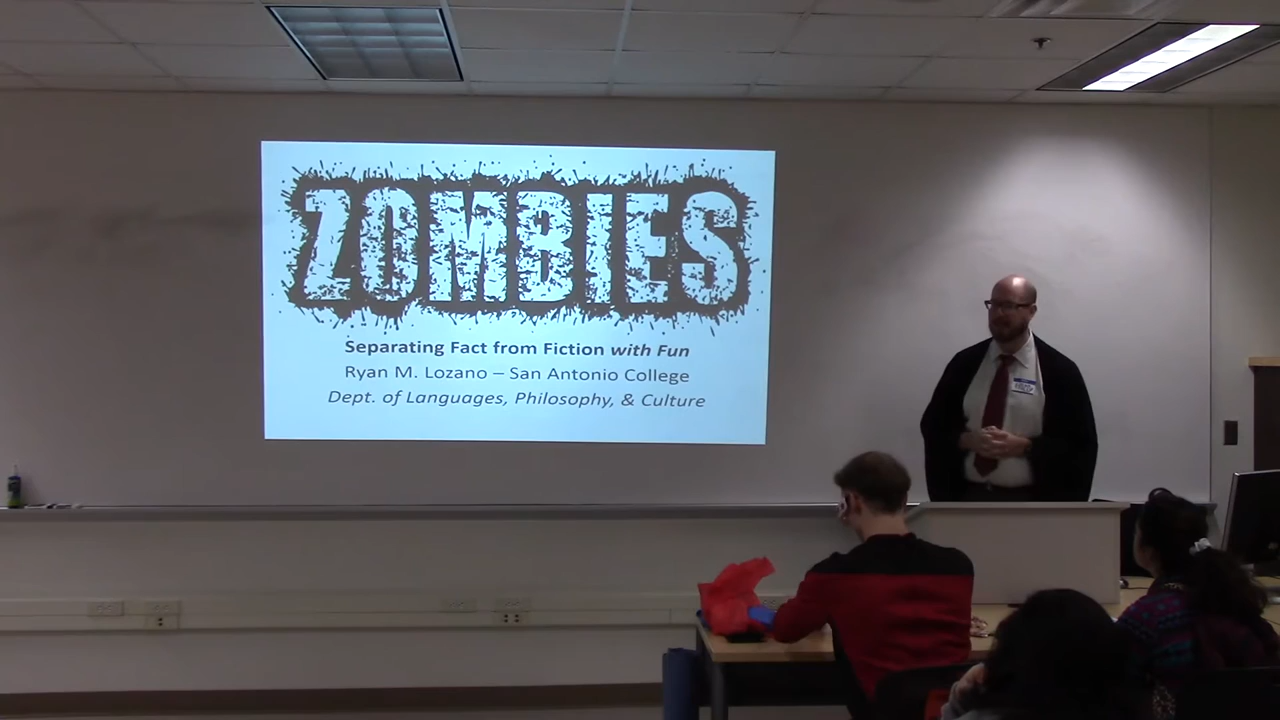 ZOMBIES
Separating Fact from Fiction with Fun
Ryan M. Lozano – San Antonio College
Dept. of Languages, Philosophy, & Culture